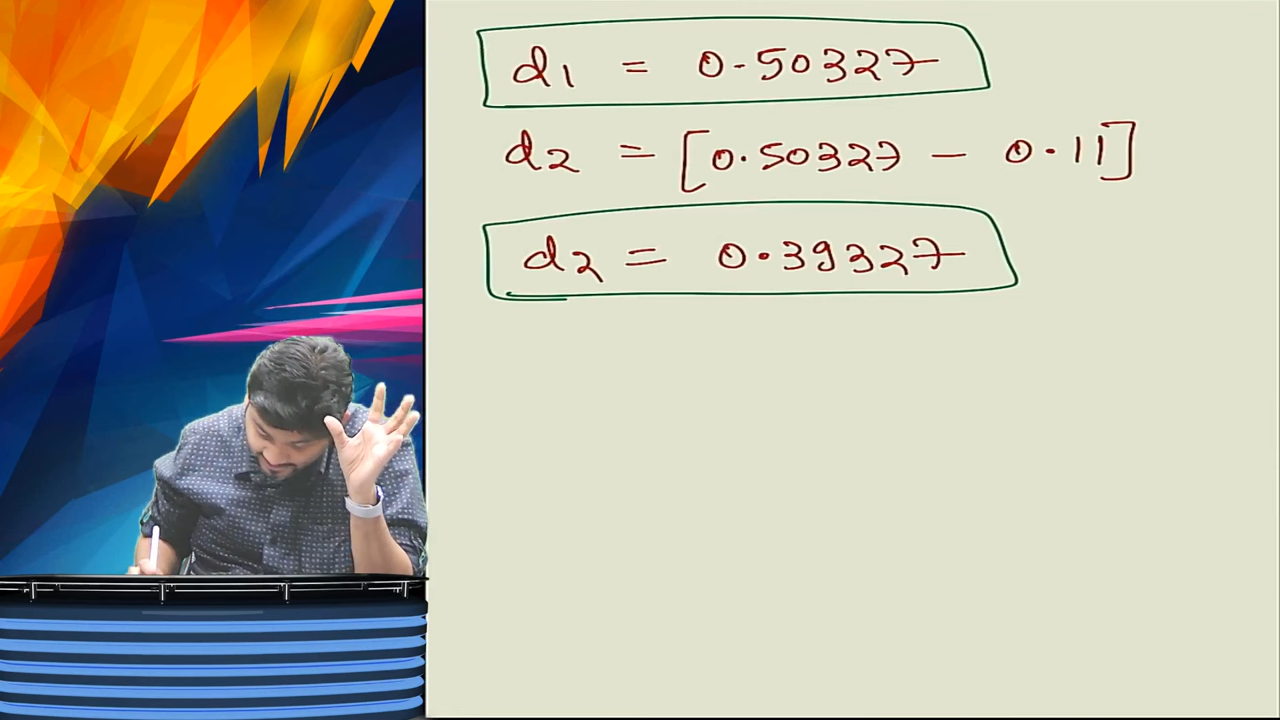 d1 = 0.50327
d2 = [0.50327 - 0.11]
d2 = 0.39327